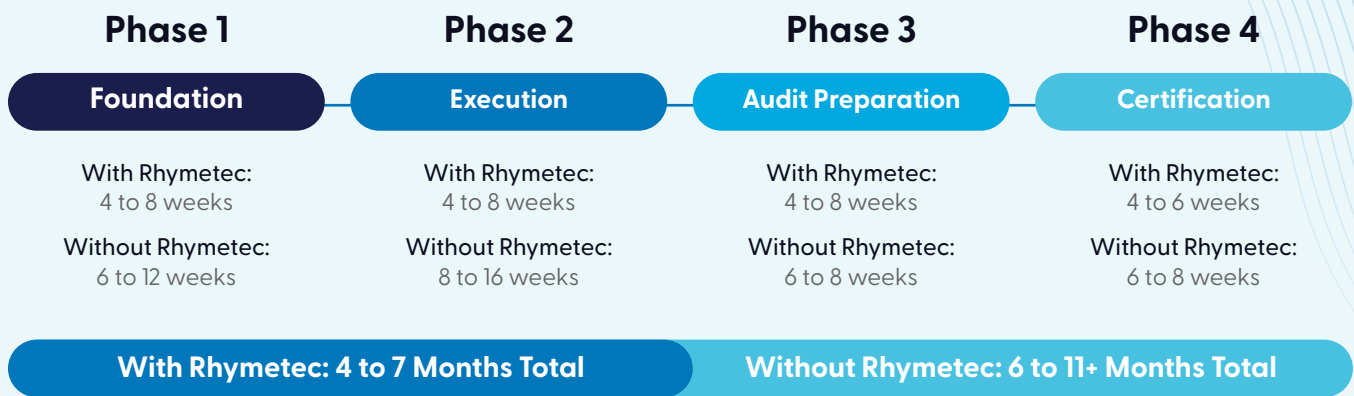 Phase 1
Phase 2
Phase 3
Phase 4
Foundation
Execution
Audit Preparation
Certification
With Rhymetec:
4 to 8 weeks
Without Rhymetec:
6 to 12 weeks
With Rhymetec:
4 to 8 weeks
Without Rhymetec:
8 to 16 weeks
With Rhymetec:
4 to 8 weeks
Without Rhymetec:
6 to 8 weeks
With Rhymetec:
4 to 6 weeks
Without Rhymetec:
6 to 8 weeks
With Rhymetec: 4 to 7 Months Total
Without Rhymetec: 6 to 11+ Months Total